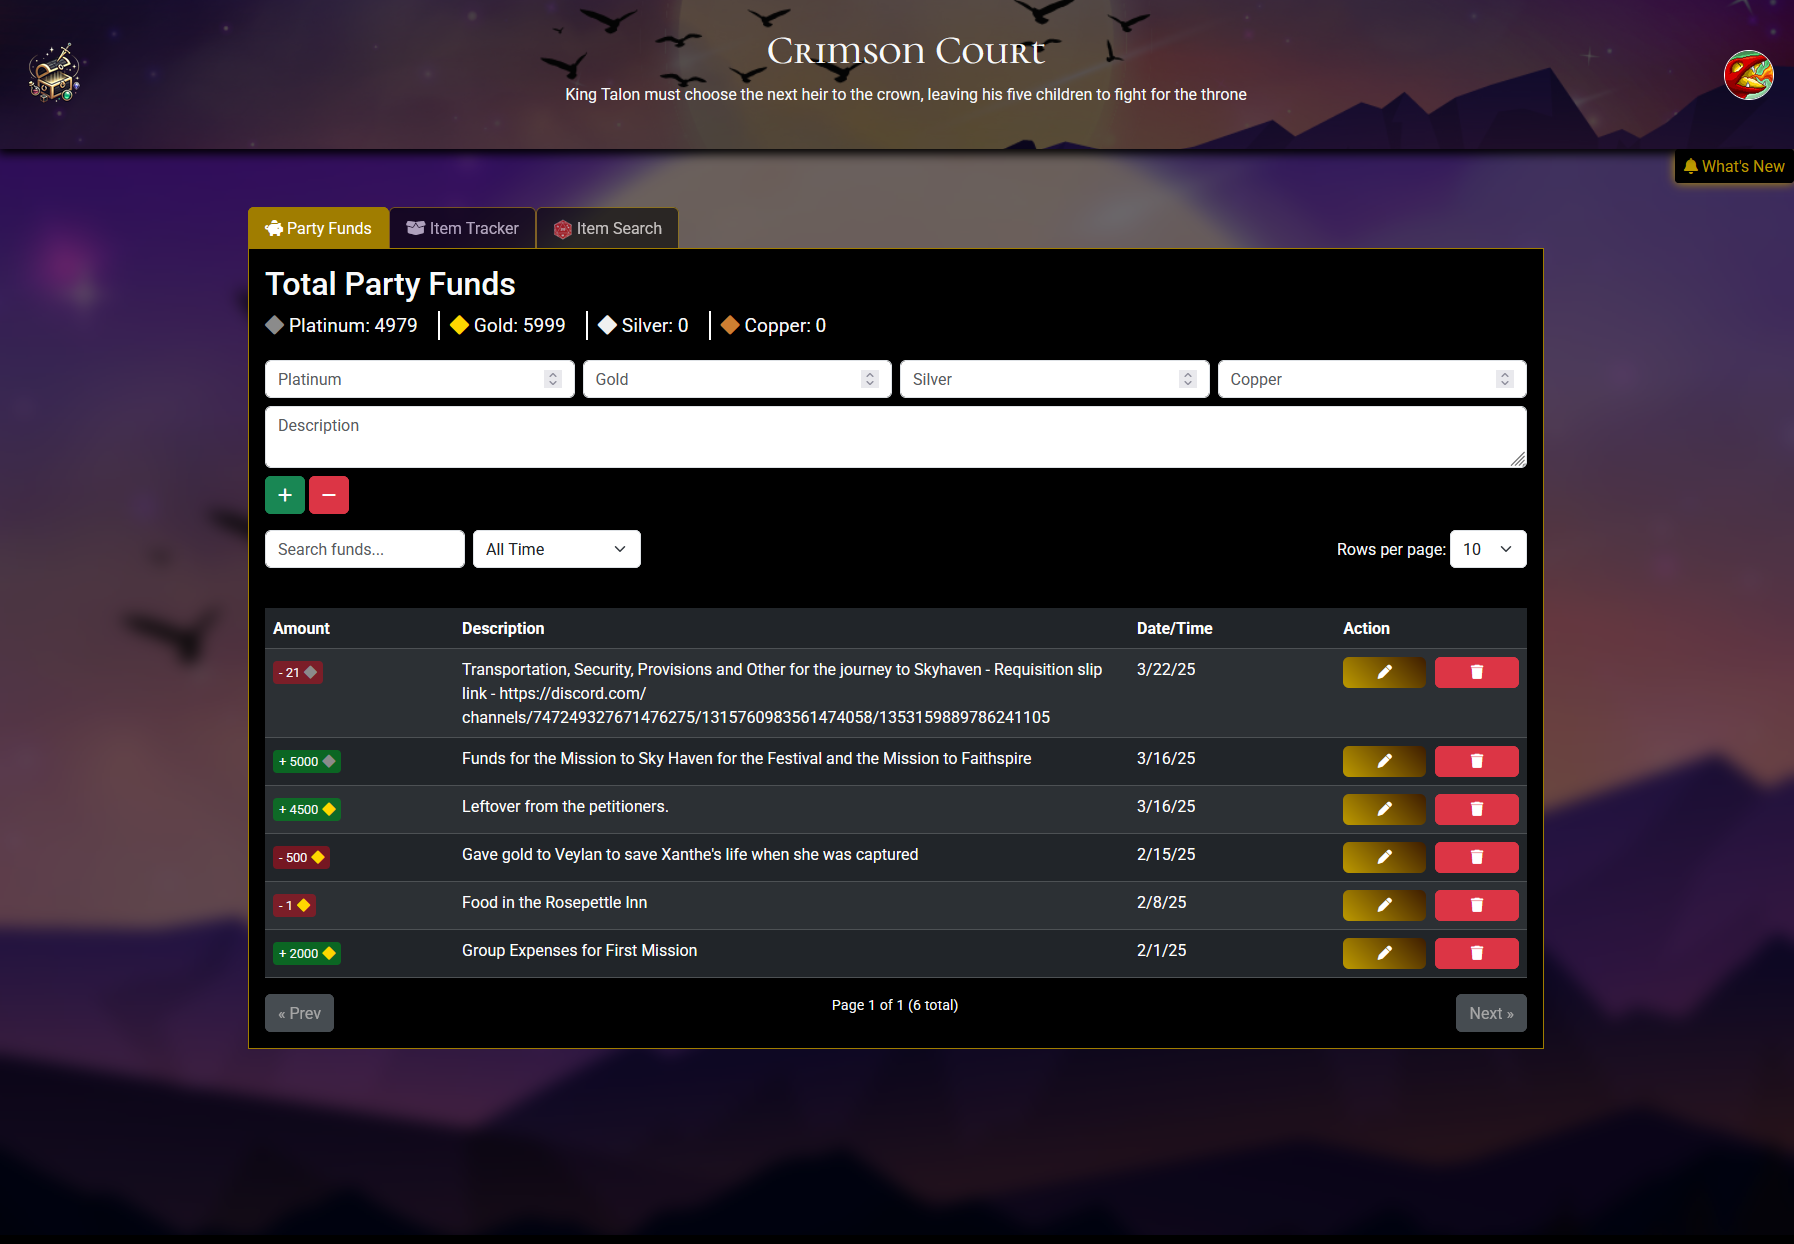 Crimson Court
King Talon must choose the next heir to the crown, leaving his five children to fight for the throne
What's New
Party Funds
Item Tracker
Item Search
Total Party Funds
Platinum: 4979
Gold: 5999
Silver: 0
Copper: 0
Platinum
Gold
Silver
Copper
Description
+
−
Search funds...
All Time
Rows per page: 10
Amount Description Date/Time Action
- 21 Transportation, Security, Provisions and Other for the journey to Skyhaven - Requisition slip 3/22/25
link - https://discord.com/
channels/747249327671476275/1315760983561474058/1353159889786241105
+ 5000 Funds for the Mission to Sky Haven for the Festival and the Mission to Faithspire 3/16/25
+ 4500 Leftover from the petitioners. 3/16/25
- 500 Gave gold to Veylan to save Xanthe's life when she was captured 2/15/25
- 1 Food in the Rosepettle Inn 2/8/25
+ 2000 Group Expenses for First Mission 2/1/25
« Prev
Page 1 of 1 (6 total)
Next »